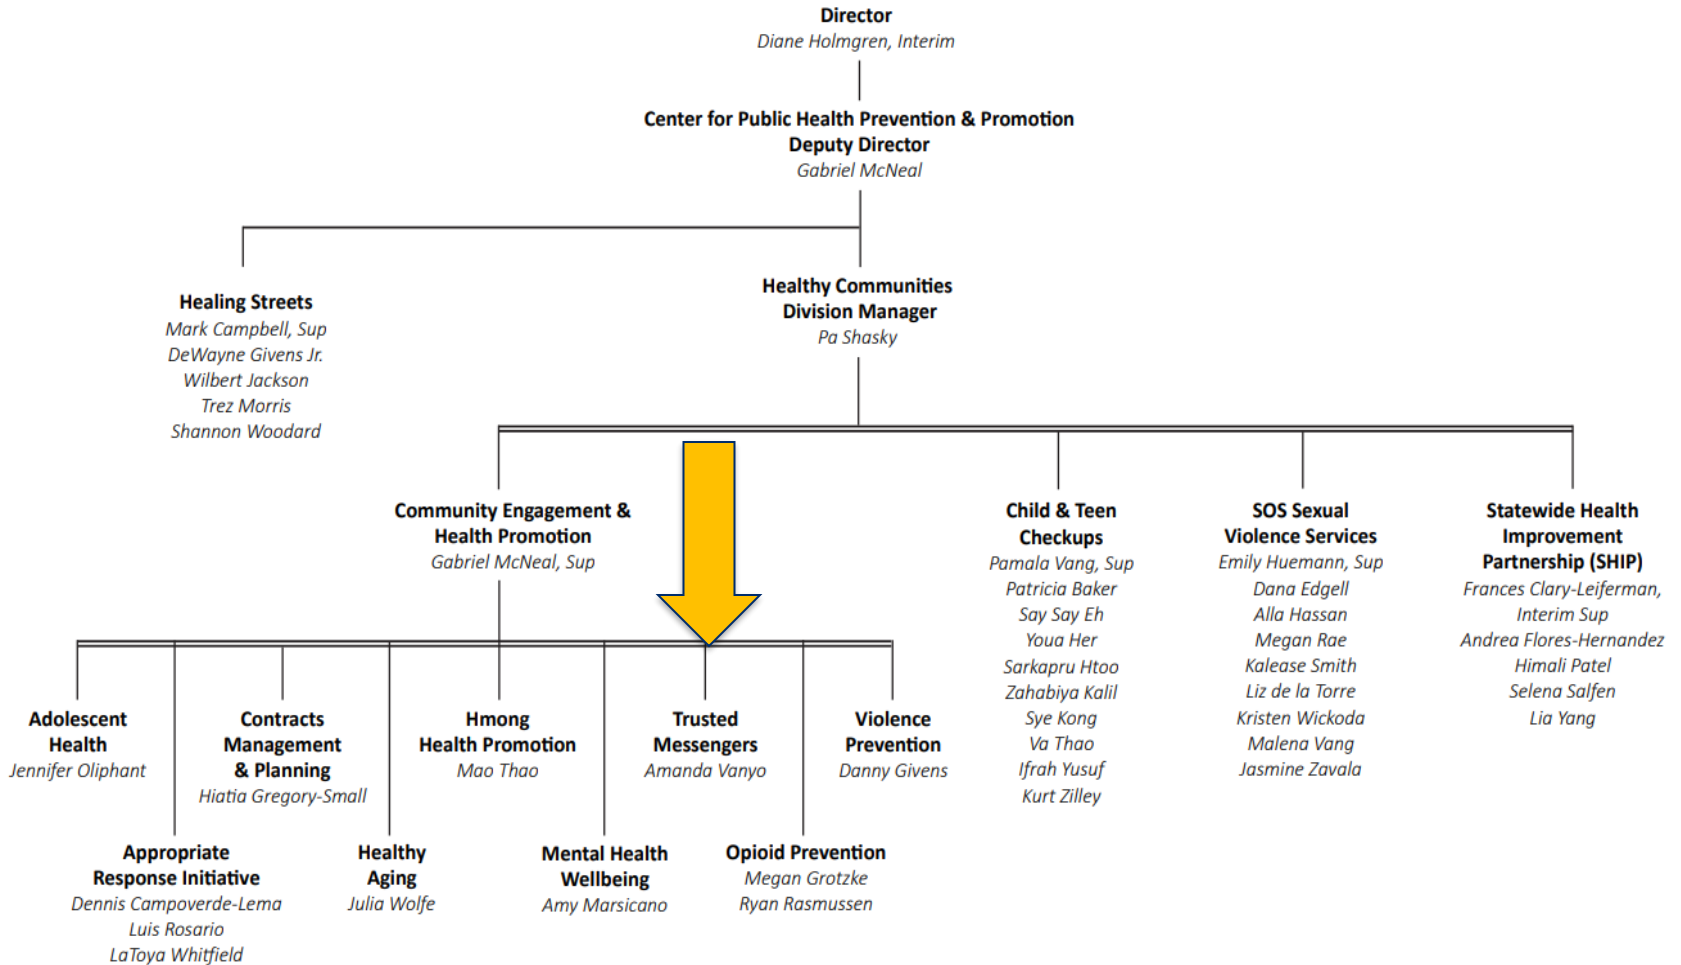 Director
Diane Holmgren, Interim
Center for Public Health Prevention & Promotion
Deputy Director
Gabriel McNeal
Healing Streets
Mark Campbell, Sup
DeWayne Givens Jr.
Wilbert Jackson
Trez Morris
Shannon Woodard
Healthy Communities
Division Manager
Pa Shasky
Community Engagement &
Health Promotion
Gabriel McNeal, Sup
Child & Teen
Checkups
Pamala Vang, Sup
Patricia Baker
Say Say Eh
Youa Her
Sarkapru Htoo
Zahabiya Kalil
Sye Kong
Va Thao
Ifrah Yusuf
Kurt Zilley
SOS Sexual
Violence Services
Emily Huemann, Sup
Dana Edgell
Alla Hassan
Megan Rae
Kalease Smith
Liz de la Torre
Kristen Wickoda
Malena Vang
Jasmine Zavala
Statewide Health
Improvement
Partnership (SHIP)
Frances Clary-Leiferman,
Interim Sup
Andrea Flores-Hernandez
Himali Patel
Selena Salfen
Lia Yang
Adolescent
Health
Jennifer Oliphant
Contracts
Management
& Planning
Hiatia Gregory-Small
Hmong
Health Promotion
Mao Thao
Trusted
Messengers
Amanda Vanyo
Violence
Prevention
Danny Givens
Appropriate
Response Initiative
Dennis Campoverde-Lema
Luis Rosario
LaToya Whitfield
Healthy
Aging
Julia Wolfe
Mental Health
Wellbeing
Amy Marsicano
Opioid Prevention
Megan Grotzke
Ryan Rasmussen